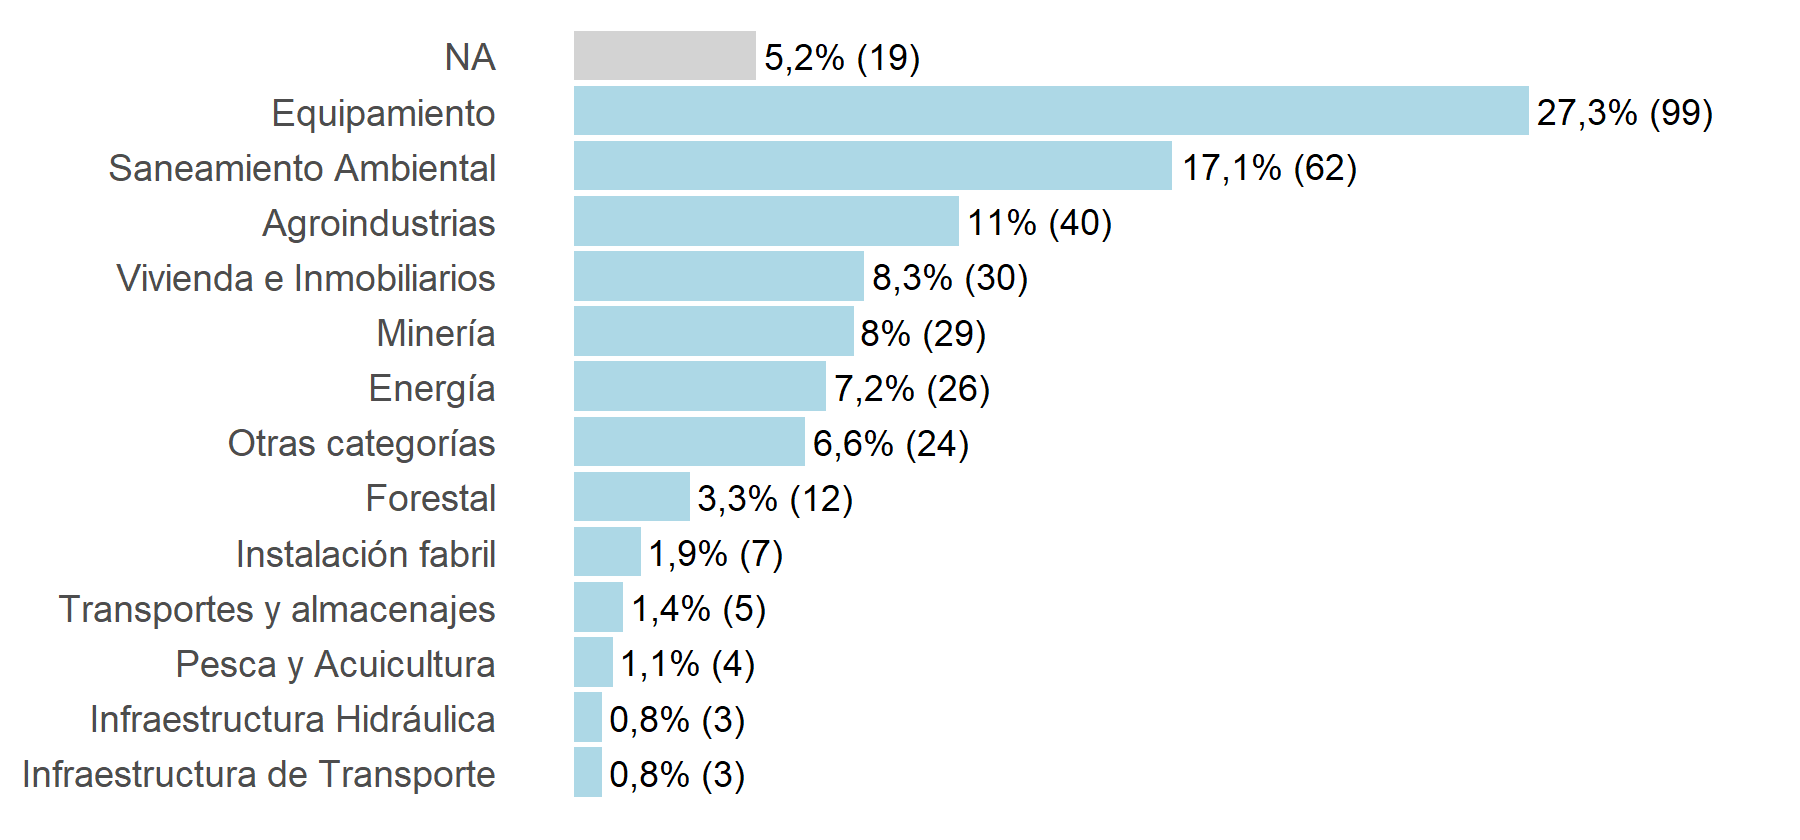 NA 5,2% (19)
Equipamiento 27,3% (99)
Saneamiento Ambiental 17,1% (62)
Agroindustrias 11% (40)
Vivienda e Inmobiliarios 8,3% (30)
Minería 8% (29)
Energía 7,2% (26)
Otras categorías 6,6% (24)
Forestal 3,3% (12)
Instalación fabril 1,9% (7)
Transportes y almacenajes 1,4% (5)
Pesca y Acuicultura 1,1% (4)
Infraestructura Hidráulica 0,8% (3)
Infraestructura de Transporte 0,8% (3)